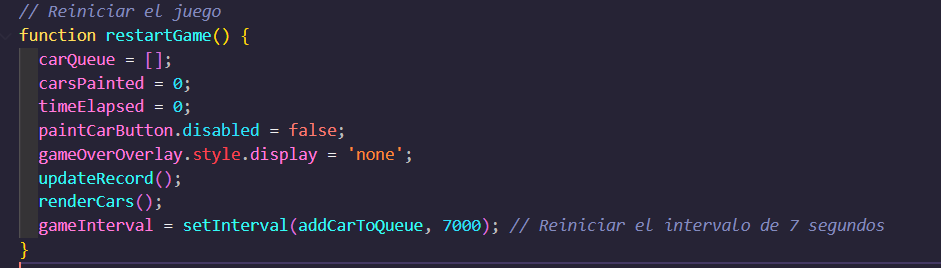 // Reiniciar el juego
function restartGame() {
  carQueue = [];
  carsPainted = 0;
  timeElapsed = 0;
  paintCarButton.disabled = false;
  gameOverOverlay.style.display = 'none';
  updateRecord();
  renderCars();
  gameInterval = setInterval(addCarToQueue, 7000); // Reiniciar el intervalo de 7 segundos
}